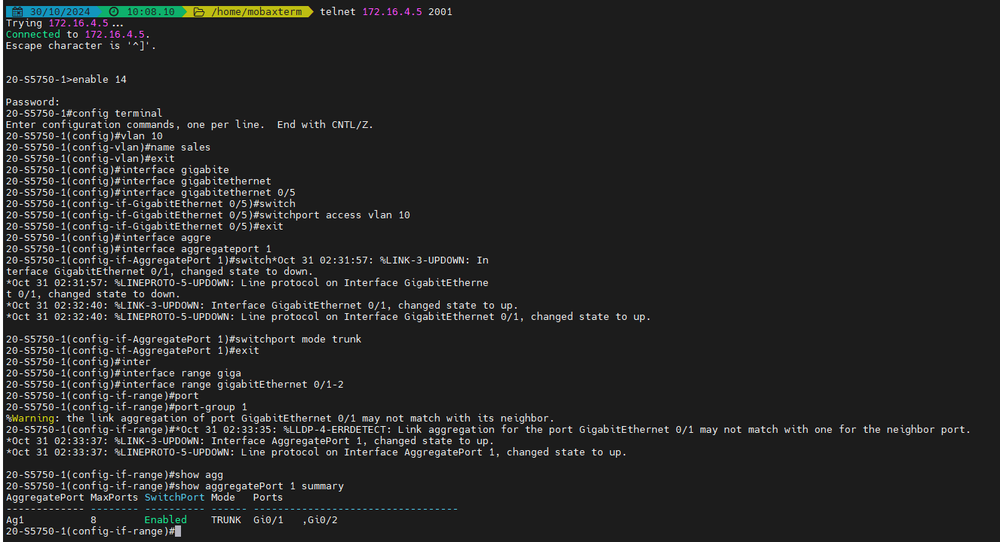 30/10/2024 10:08.10 /home/mobaxterm telnet 172.16.4.5 2001
Trying 172.16.4.5...
Connected to 172.16.4.5.
Escape character is '^]'.
20-S5750-1>enable 14
Password:
20-S5750-1#config terminal
Enter configuration commands, one per line.  End with CNTL/Z.
20-S5750-1(config)#vlan 10
20-S5750-1(config-vlan)#name sales
20-S5750-1(config-vlan)#exit
20-S5750-1(config)#interface gigabite
20-S5750-1(config)#interface gigabitethernet
20-S5750-1(config)#interface gigabitethernet 0/5
20-S5750-1(config-if-GigabitEthernet 0/5)#switch
20-S5750-1(config-if-GigabitEthernet 0/5)#switchport access vlan 10
20-S5750-1(config-if-GigabitEthernet 0/5)#exit
20-S5750-1(config)#interface aggre
20-S5750-1(config)#interface aggregateport 1
20-S5750-1(config-if-AggregatePort 1)#switch*Oct 31 02:31:57: %LINK-3-UPDOWN: In
terface GigabitEthernet 0/1, changed state to down.
*Oct 31 02:31:57: %LINEPROTO-5-UPDOWN: Line protocol on Interface GigabitEtherne
t 0/1, changed state to down.
*Oct 31 02:32:40: %LINK-3-UPDOWN: Interface GigabitEthernet 0/1, changed state to up.
*Oct 31 02:32:40: %LINEPROTO-5-UPDOWN: Line protocol on Interface GigabitEthernet 0/1, changed state to up.
20-S5750-1(config-if-AggregatePort 1)#switchport mode trunk
20-S5750-1(config-if-AggregatePort 1)#exit
20-S5750-1(config)#inter
20-S5750-1(config)#interface range giga
20-S5750-1(config)#interface range gigabitEthernet 0/1-2
20-S5750-1(config-if-range)#port
20-S5750-1(config-if-range)#port-group 1
%Warning: the link aggregation of port GigabitEthernet 0/1 may not match with its neighbor.
20-S5750-1(config-if-range)#*Oct 31 02:33:35: %LLDP-4-ERRDETECT: Link aggregation for the port GigabitEthernet 0/1 may not match with one for the neighbor port.
*Oct 31 02:33:37: %LINK-3-UPDOWN: Interface AggregatePort 1, changed state to up.
*Oct 31 02:33:37: %LINEPROTO-5-UPDOWN: Line protocol on Interface AggregatePort 1, changed state to up.
20-S5750-1(config-if-range)#show agg
20-S5750-1(config-if-range)#show aggregatePort 1 summary
AggregatePort MaxPorts SwitchPort Mode   Ports
------------- -------- ---------- ------ ----------------------------------
Ag1           8        Enabled    TRUNK  Gi0/1   ,Gi0/2
20-S5750-1(config-if-range)#